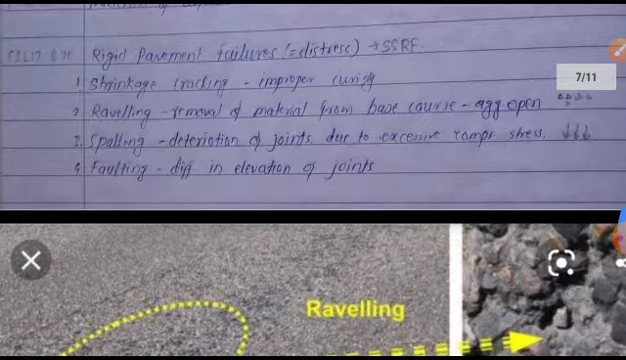 Rigid Pavement failures (= distress) → SSRF.
1. Shrinkage cracking - improper curing
7/11
2. Ravelling - removal of material from base course - agg open
3. Spalling - deteriotion of joints due to excessive compr stress. ↓↓↓
4. Faulting - diff in elevation of joints
Ravelling